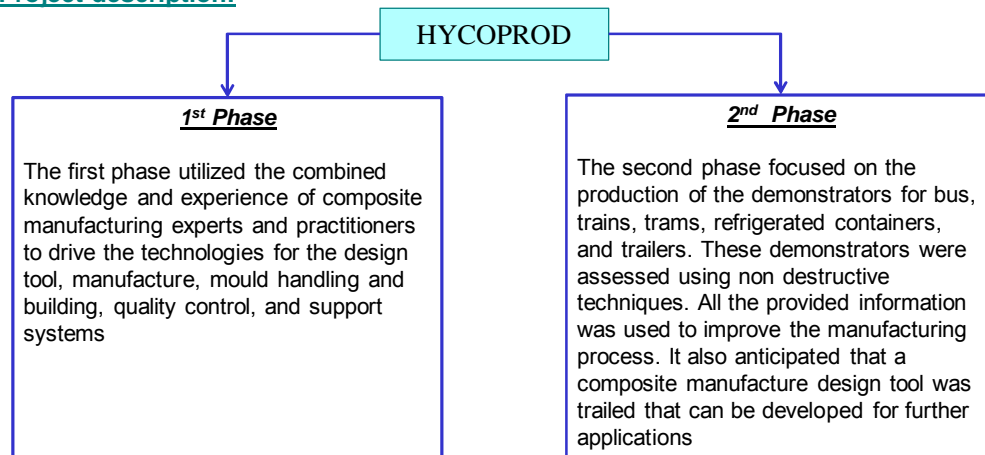 Project description:
HYCOPROD
1st Phase
The first phase utilized the combined
knowledge and experience of composite
manufacturing experts and practitioners
to drive the technologies for the design
tool, manufacture, mould handling and
building, quality control, and support
systems
2nd Phase
The second phase focused on the
production of the demonstrators for bus,
trains, trams, refrigerated containers,
and trailers. These demonstrators were
assessed using non destructive
techniques. All the provided information
was used to improve the manufacturing
process. It also anticipated that a
composite manufacture design tool was
trailed that can be developed for further
applications